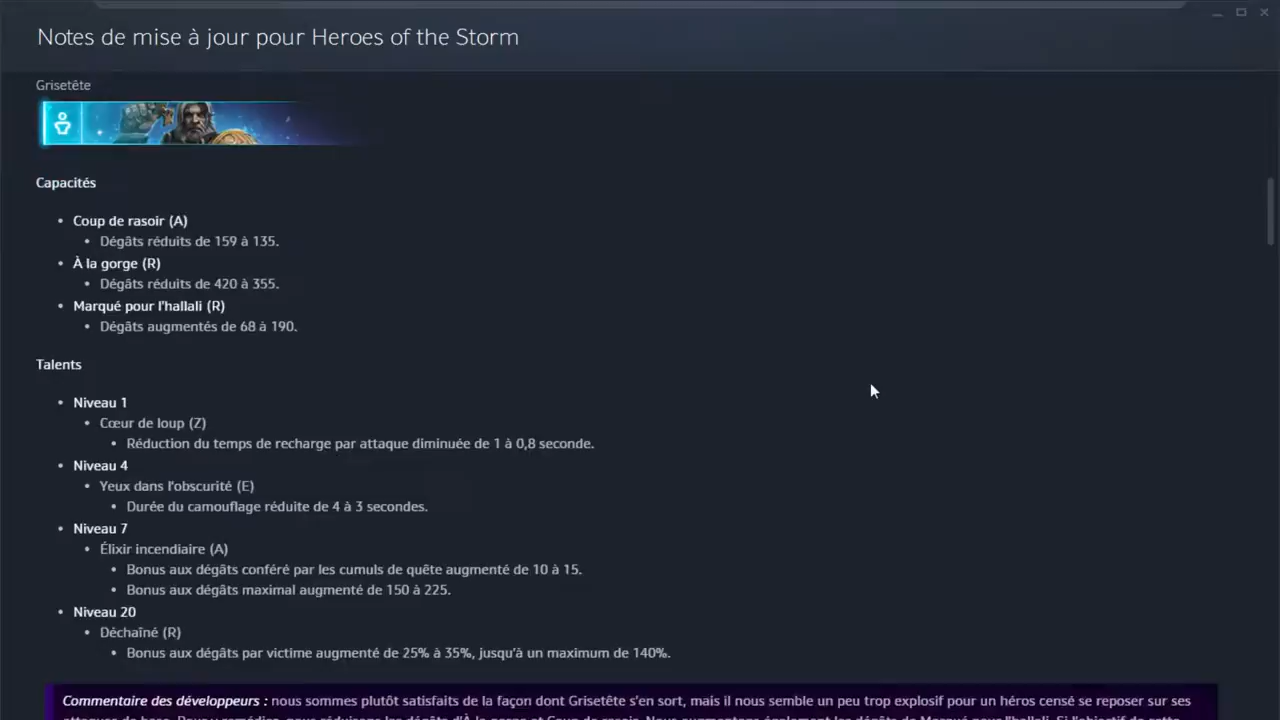 Notes de mise à jour pour Heroes of the Storm
Grisetête
Capacités
• Coup de rasoir (A)
• Dégâts réduits de 159 à 135.
• À la gorge (R)
• Dégâts réduits de 420 à 355.
• Marqué pour l'hallali (R)
• Dégâts augmentés de 68 à 190.
Talents
• Niveau 1
• Cœur de loup (Z)
• Réduction du temps de recharge par attaque diminuée de 1 à 0,8 seconde.
• Niveau 4
• Yeux dans l'obscurité (E)
• Durée du camouflage réduite de 4 à 3 secondes.
• Niveau 7
• Élixir incendiaire (A)
• Bonus aux dégâts conféré par les cumuls de quête augmenté de 10 à 15.
• Bonus aux dégâts maximal augmenté de 150 à 225.
• Niveau 20
• Déchaîné (R)
• Bonus aux dégâts par victime augmenté de 25% à 35%, jusqu'à un maximum de 140%.
Commentaire des développeurs : nous sommes plutôt satisfaits de la façon dont Grisetête s'en sort, mais il nous semble un peu trop explosif pour un héros censé se reposer sur ses